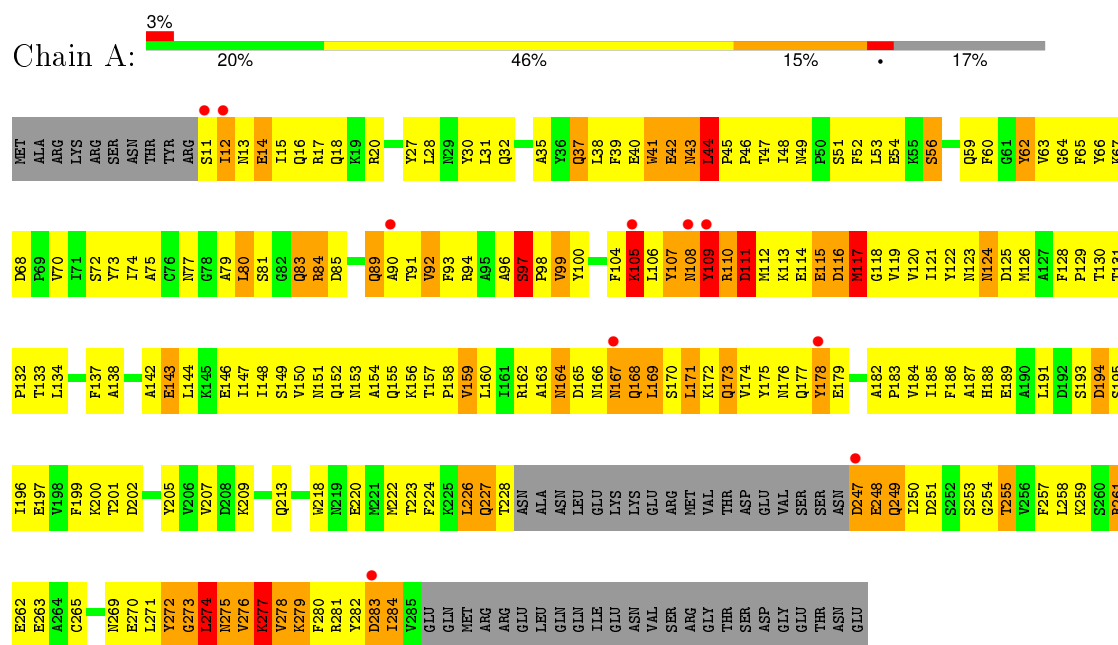 3%
Chain A:
20% 46% 15% • 17%
MET ALA ARG LYS ARG SER ASN THR TYR ARG S11 I12 N13 E14 I15 Q16 R17 Q18 K19 R20 Y27 L28 N29 Y30 L31 Q32 A35 Y36 Q37 L38 F39 E40 W41 E42 N43 L44 P45 P46 T47 I48 N49 P50 S51 F52 L53 E54 K55 S56 Q59 F60 G61 Y62 V63 G64 F65 Y66 K67
D68 P69 V70 I71 S72 Y73 I74 A75 C76 N77 G78 A79 L80 S81 G82 Q83 R84 D85 Q89 A90 T91 V92 F93 R94 A95 A96 S97 P98 V99 Y100 F104 K105 L106 Y107 N108 Y109 R110 D111 M112 K113 E114 E115 D116 M117 G118 V119 V120 I121 Y122 N123 N124 D125 M126 A127 F128 P129 T130 T131
P132 T133 L134 F137 A138 A142 E143 L144 K145 E146 I147 I148 S149 V150 N151 Q152 N153 A154 Q155 K156 T157 P158 V159 L160 I161 R162 A163 N164 D165 N166 N167 Q168 L169 S170 L171 K172 Q173 V174 Y175 N176 Q177 Y178 E179 A182 P183 V184 I185 F186 A187 H188 E189 A190 L191 D192 S193 D194 S195
I196 E197 V198 F199 K200 T201 D202 Y205 V206 V207 D208 K209 Q213 W218 N219 E220 M221 M222 T223 F224 K225 L226 Q227 T228 ASN ALA ASN LEU GLU LYS LYS GLU ARG MET VAL THR ASP GLU VAL SER SER ASN D247 E248 Q249 I250 D251 S252 S253 G254 T255 V256 F257 L258 K259 S260 R261
E262 E263 A264 C265 N269 E270 L271 Y272 G273 L274 N275 V276 K277 V278 K279 F280 R281 Y282 D283 I284 V285 GLU GLN MET ARG ARG GLU LEU GLN GLN ILE GLU ASN VAL SER ARG GLY THR SER ASP GLY GLU THR ASN GLU